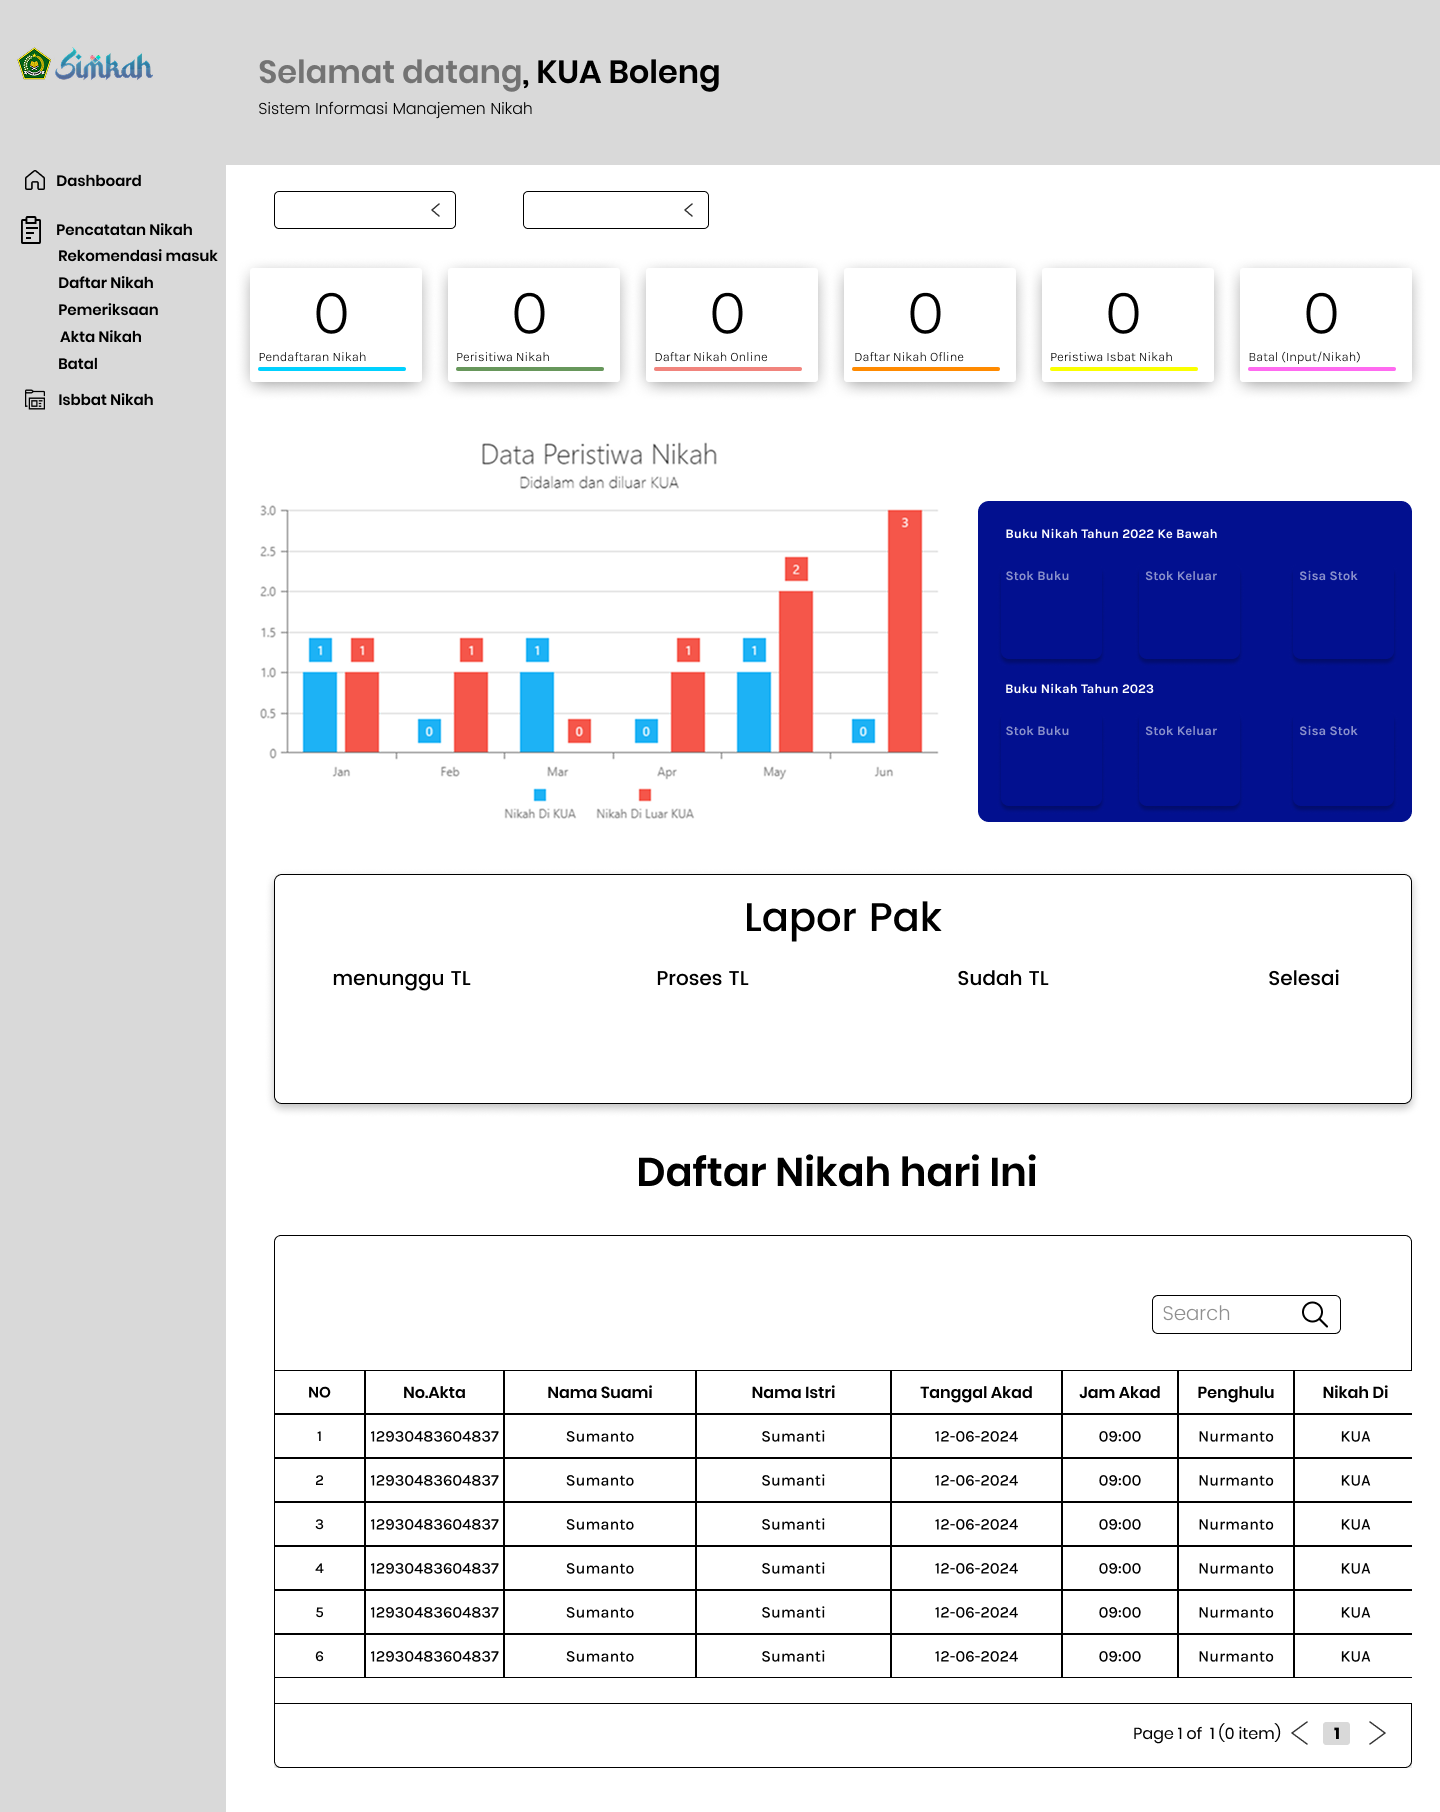 Simkah
Selamat datang, KUA Boleng
Sistem Informasi Manajemen Nikah
Dashboard
Pencatatan Nikah
Rekomendasi masuk
Daftar Nikah
Pemeriksaan
Akta Nikah
Batal
Isbbat Nikah
0 0 0 0 0 0
Pendaftaran Nikah Perisitiwa Nikah Daftar Nikah Online Daftar Nikah Ofline Peristiwa Isbat Nikah Batal (Input/Nikah)
Data Peristiwa Nikah
Didalam dan diluar KUA
3.0
2.5
2.0
1.5
1.0
0.5
0
1 1 0 1 1 0 0 1 1 2 0 3
Jan Feb Mar Apr May Jun
Nikah Di KUA Nikah Di Luar KUA
Buku Nikah Tahun 2022 Ke Bawah
Stok Buku Stok Keluar Sisa Stok
Buku Nikah Tahun 2023
Stok Buku Stok Keluar Sisa Stok
Lapor Pak
menunggu TL Proses TL Sudah TL Selesai
Daftar Nikah hari Ini
Search
NO No.Akta Nama Suami Nama Istri Tanggal Akad Jam Akad Penghulu Nikah Di
1 12930483604837 Sumanto Sumanti 12-06-2024 09:00 Nurmanto KUA
2 12930483604837 Sumanto Sumanti 12-06-2024 09:00 Nurmanto KUA
3 12930483604837 Sumanto Sumanti 12-06-2024 09:00 Nurmanto KUA
4 12930483604837 Sumanto Sumanti 12-06-2024 09:00 Nurmanto KUA
5 12930483604837 Sumanto Sumanti 12-06-2024 09:00 Nurmanto KUA
6 12930483604837 Sumanto Sumanti 12-06-2024 09:00 Nurmanto KUA
Page 1 of 1 (0 item) 1